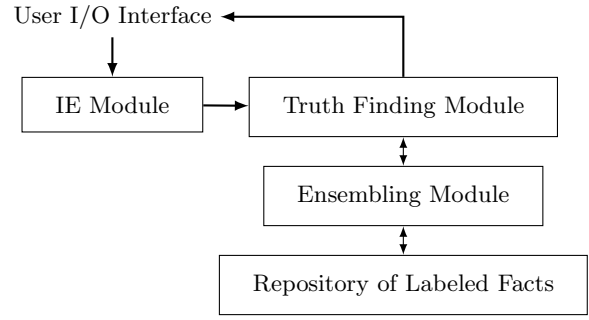 User I/O Interface
IE Module
Truth Finding Module
Ensembling Module
Repository of Labeled Facts